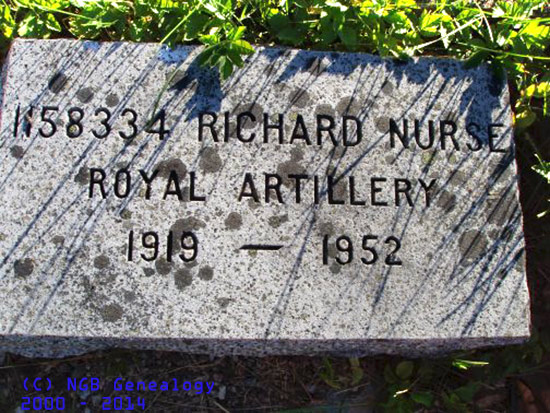 1158334 RICHARD NURSE
ROYAL ARTILLERY
1919 — 1952
(C) NGB Genealogy
2000 - 2014